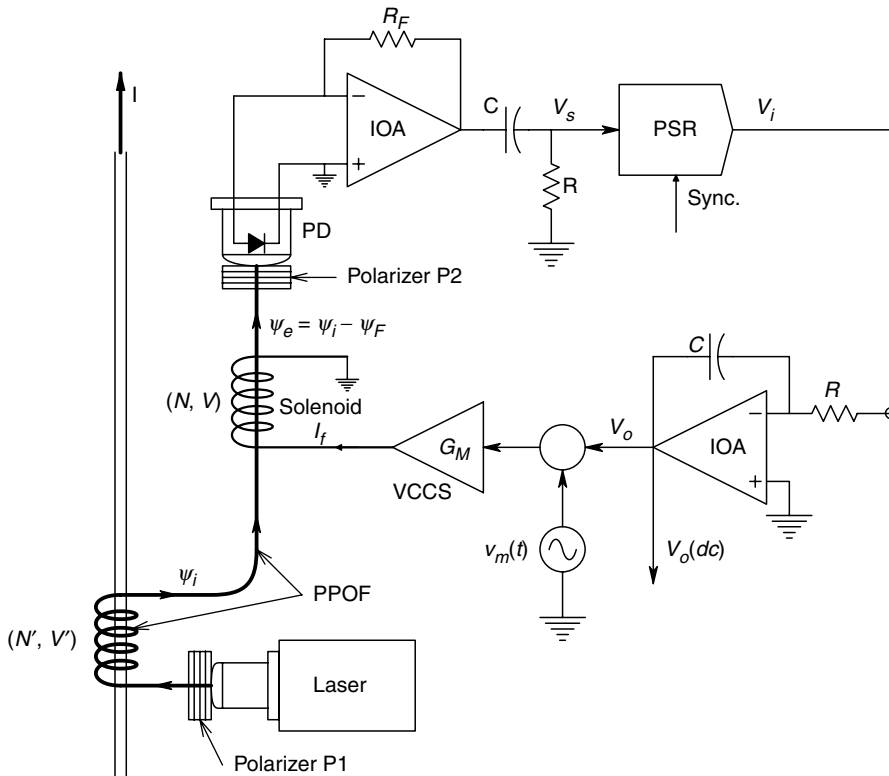 R_F
I
IOA
−
+
C
V_s
PSR
V_i
R
Sync.
PD
Polarizer P2
ψ_e = ψ_i − ψ_F
C
(N, V)
Solenoid
R
I_f
G_M
V_o
IOA
−
+
VCCS
v_m(t)
V_o(dc)
ψ_i
PPOF
(N′, V′)
Laser
Polarizer P1